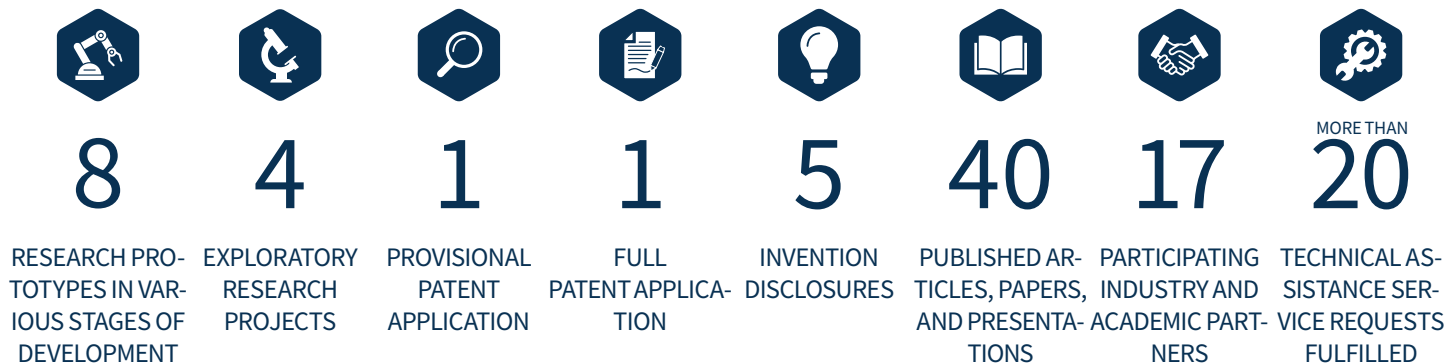 8
RESEARCH PRO-
TOTYPES IN VAR-
IOUS STAGES OF
DEVELOPMENT
4
EXPLORATORY
RESEARCH
PROJECTS
1
PROVISIONAL
PATENT
APPLICATION
1
FULL
PATENT APPLICA-
TION
5
INVENTION
DISCLOSURES
40
PUBLISHED AR-
TICLES, PAPERS,
AND PRESENTA-
TIONS
17
PARTICIPATING
INDUSTRY AND
ACADEMIC PART-
NERS
MORE THAN
20
TECHNICAL AS-
SISTANCE SER-
VICE REQUESTS
FULFILLED